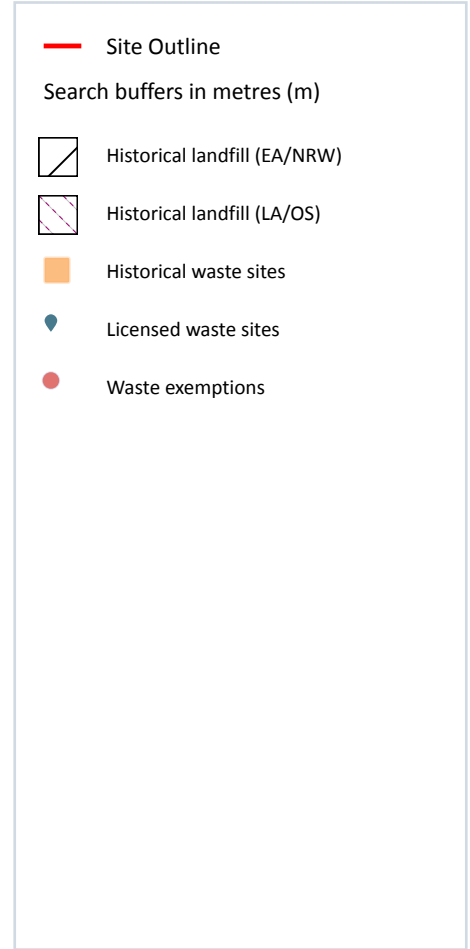 Site Outline
Search buffers in metres (m)
Historical landfill (EA/NRW)
Historical landfill (LA/OS)
Historical waste sites
Licensed waste sites
Waste exemptions